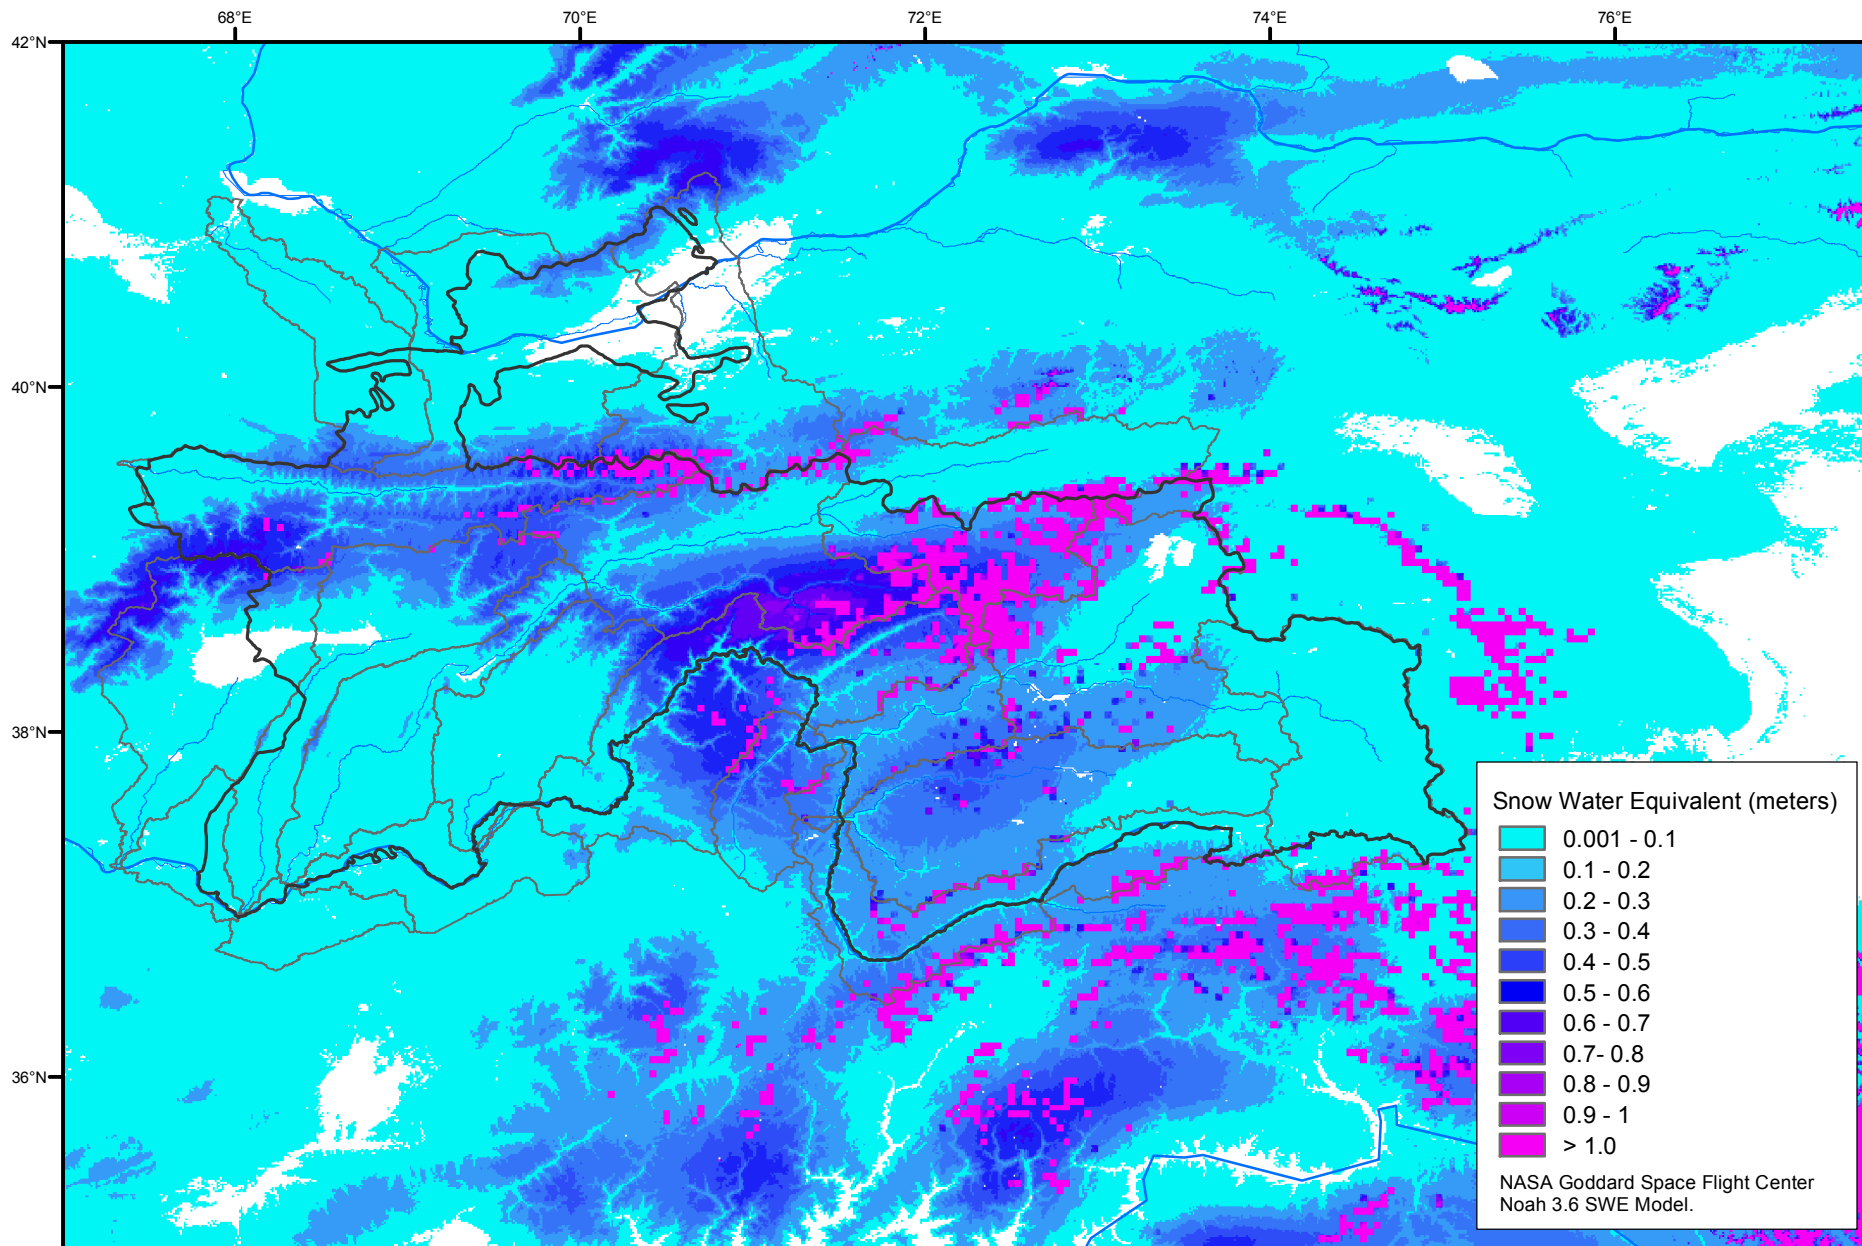 68°E 70°E 72°E 74°E 76°E
42°N
40°N
38°N
36°N
Snow Water Equivalent (meters)
0.001 - 0.1
0.1 - 0.2
0.2 - 0.3
0.3 - 0.4
0.4 - 0.5
0.5 - 0.6
0.6 - 0.7
0.7- 0.8
0.8 - 0.9
0.9 - 1
> 1.0
NASA Goddard Space Flight Center
Noah 3.6 SWE Model.